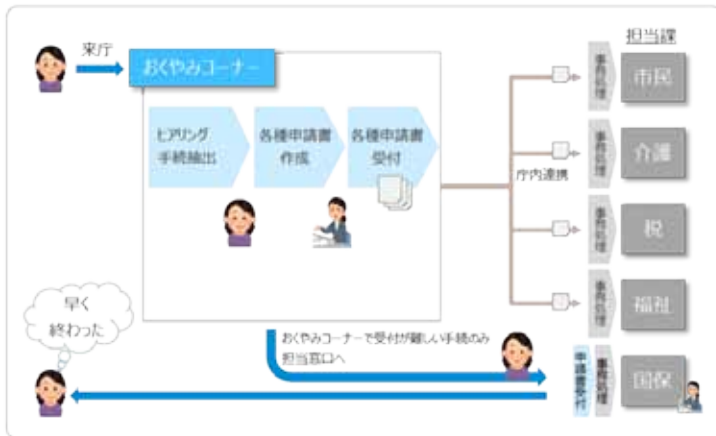 来庁
おくやみコーナー
ヒアリング
手続抽出
各種申請書
作成
各種申請書
受付
庁内連携
担当課
事務処理
市民
事務処理
介護
事務処理
税
事務処理
福祉
申請書受付
事務処理
国保
おくやみコーナーで受付が難しい手続のみ
担当窓口へ
早く
終わった